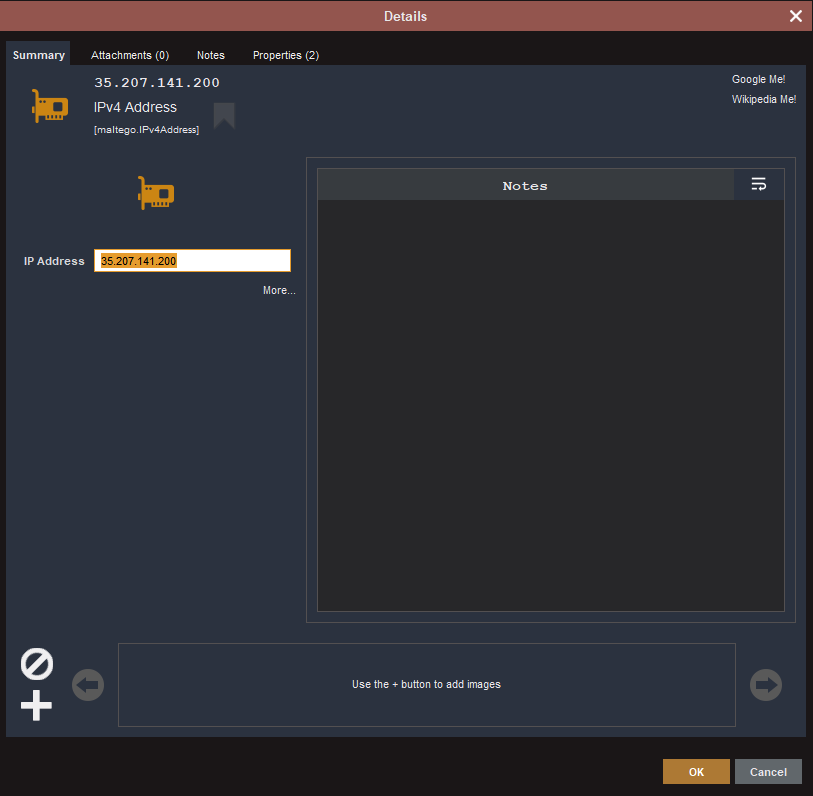 Details
Summary Attachments (0) Notes Properties (2)
35.207.141.200
IPv4 Address
[maltego.IPv4Address]
Google Me!
Wikipedia Me!
IP Address 35.207.141.200
More...
Notes
Use the + button to add images
OK Cancel